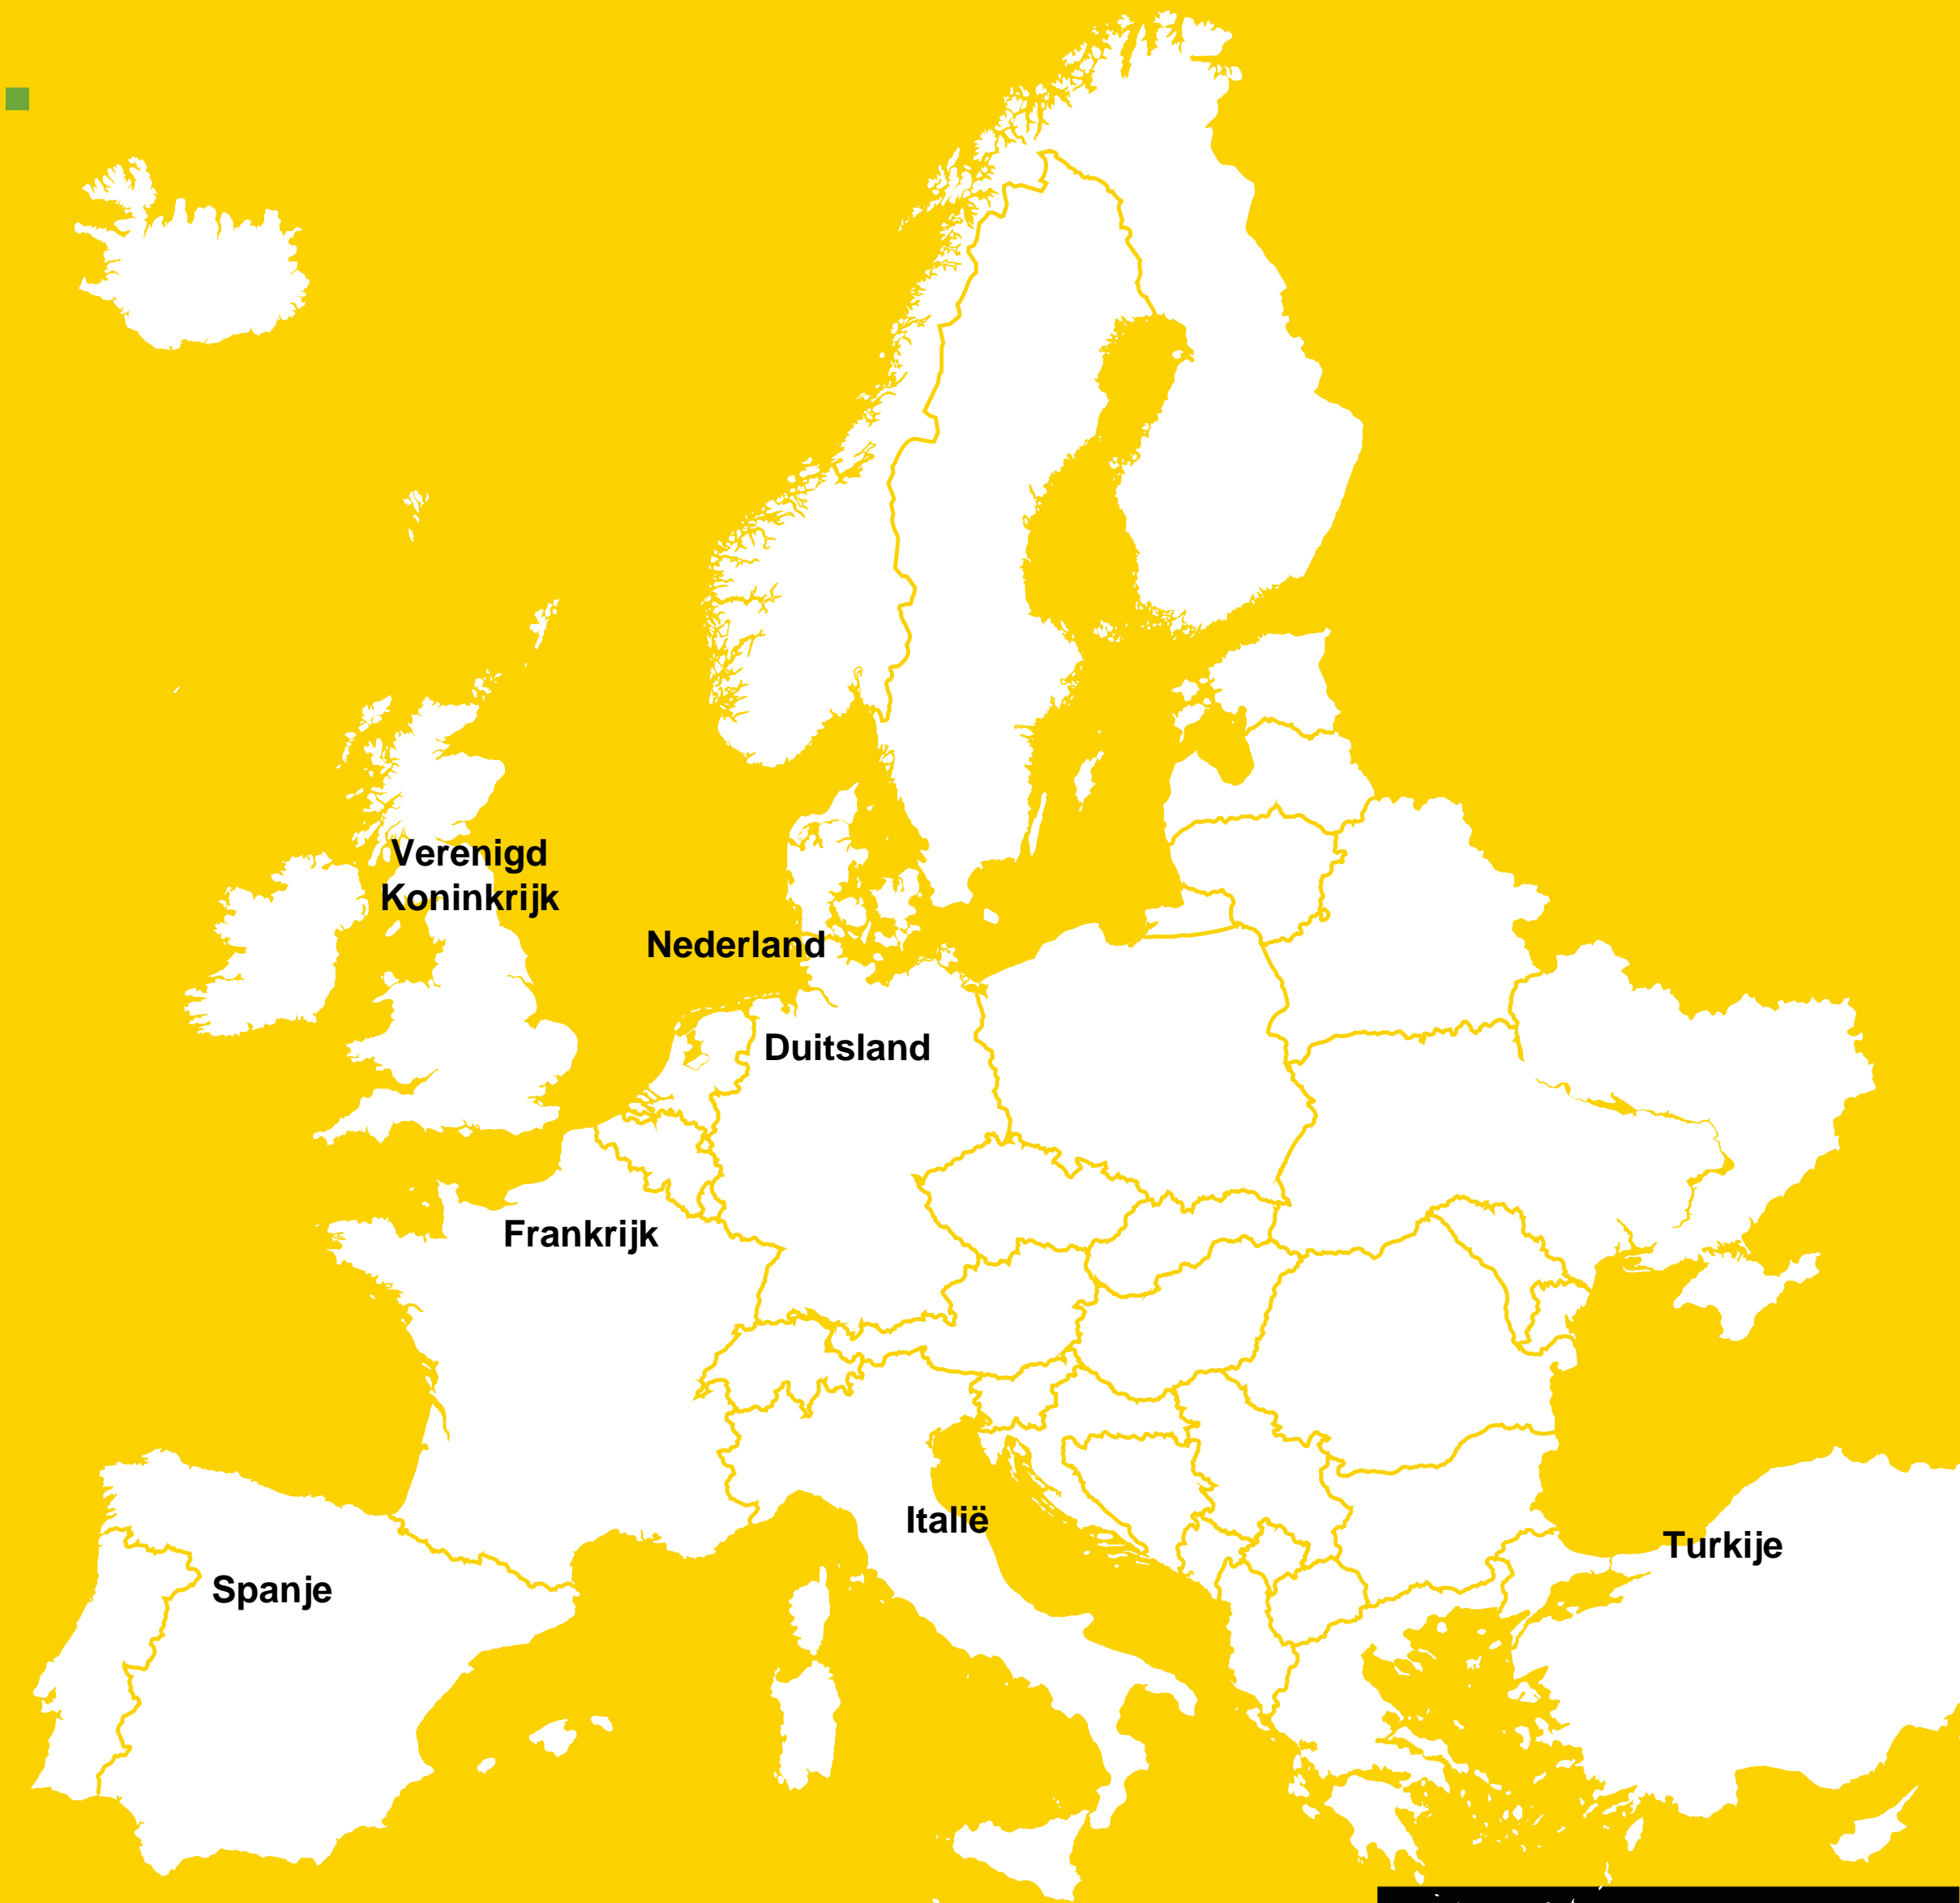 Verenigd
Koninkrijk
Nederland
Duitsland
Frankrijk
Italië
Turkije
Spanje